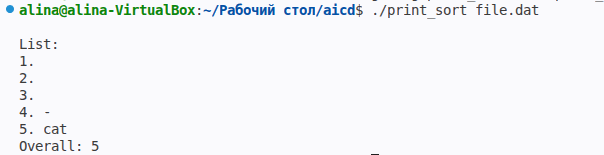 alina@alina-VirtualBox:~/Рабочий стол/aicd$ ./print_sort file.dat
List:
1.
2.
3.
4. -
5. cat
Overall: 5